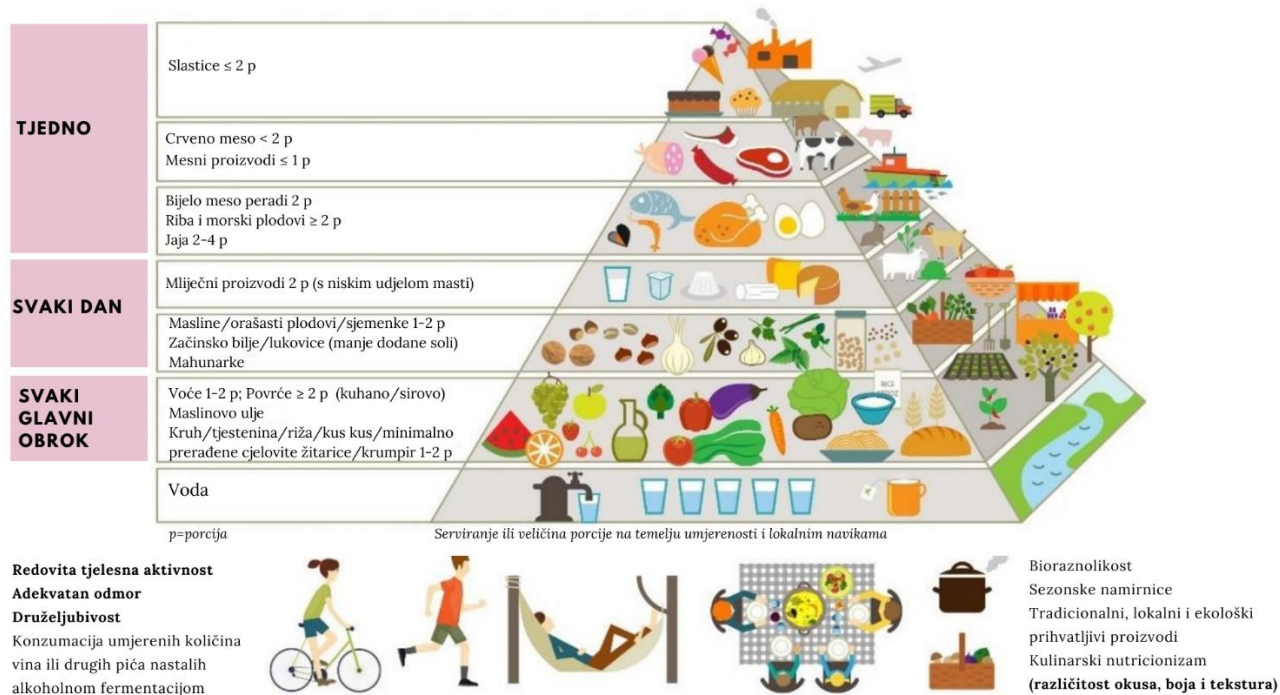 TJEDNO
Slastice ≤ 2 p
Crveno meso < 2 p
Mesni proizvodi ≤ 1 p
Bijelo meso peradi 2 p
Riba i morski plodovi ≥ 2 p
Jaja 2-4 p
SVAKI DAN
Mliječni proizvodi 2 p (s niskim udjelom masti)
Masline/orašasti plodovi/sjemenke 1-2 p
Začinsko bilje/lukovice (manje dodane soli)
Mahunarke
SVAKI
GLAVNI
OBROK
Voće 1-2 p; Povrće ≥ 2 p (kuhano/sirovo)
Maslinovo ulje
Kruh/tjestenina/riža/kus kus/minimalno
prerađene cjelovite žitarice/krumpir 1-2 p
RICE
Voda
p=porcija
Serviranje ili veličina porcije na temelju umjerenosti i lokalnim navikama
Redovita tjelesna aktivnost
Adekvatan odmor
Druželjubivost
Konzumacija umjerenih količina
vina ili drugih pića nastalih
alkoholnom fermentacijom
Bioraznolikost
Sezonske namirnice
Tradicionalni, lokalni i ekološki
prihvatljivi proizvodi
Kulinarski nutricionizam
(različitost okusa, boja i tekstura)